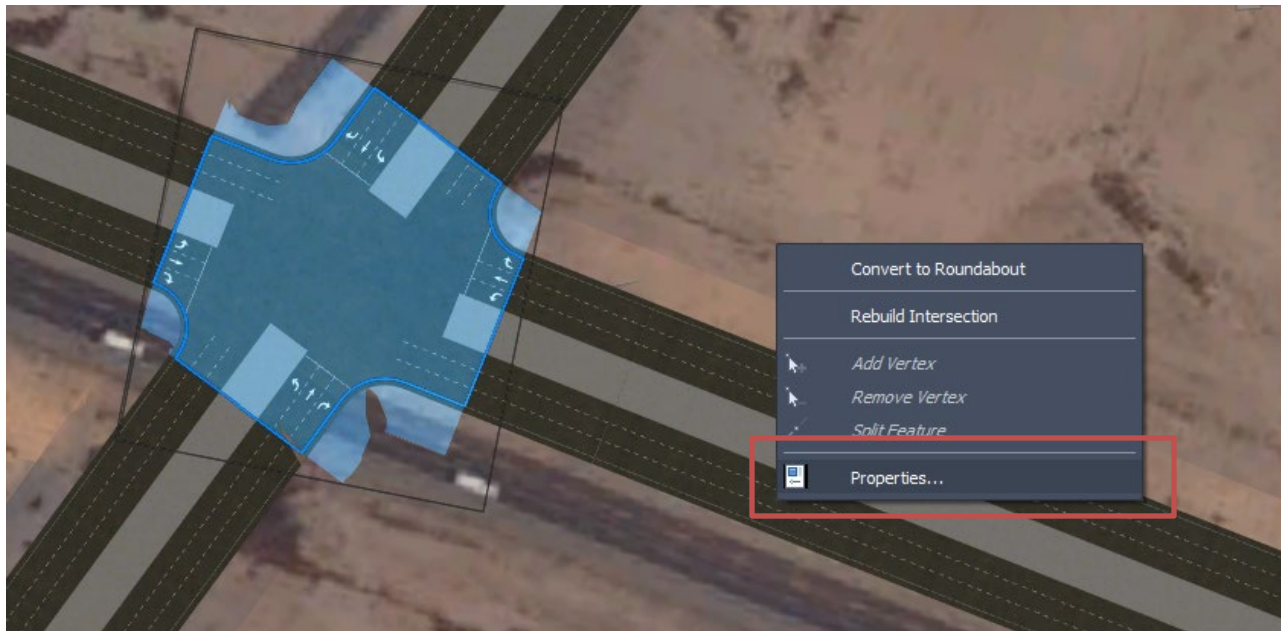 Convert to Roundabout
Rebuild Intersection
Add Vertex
Remove Vertex
Split Feature
Properties...